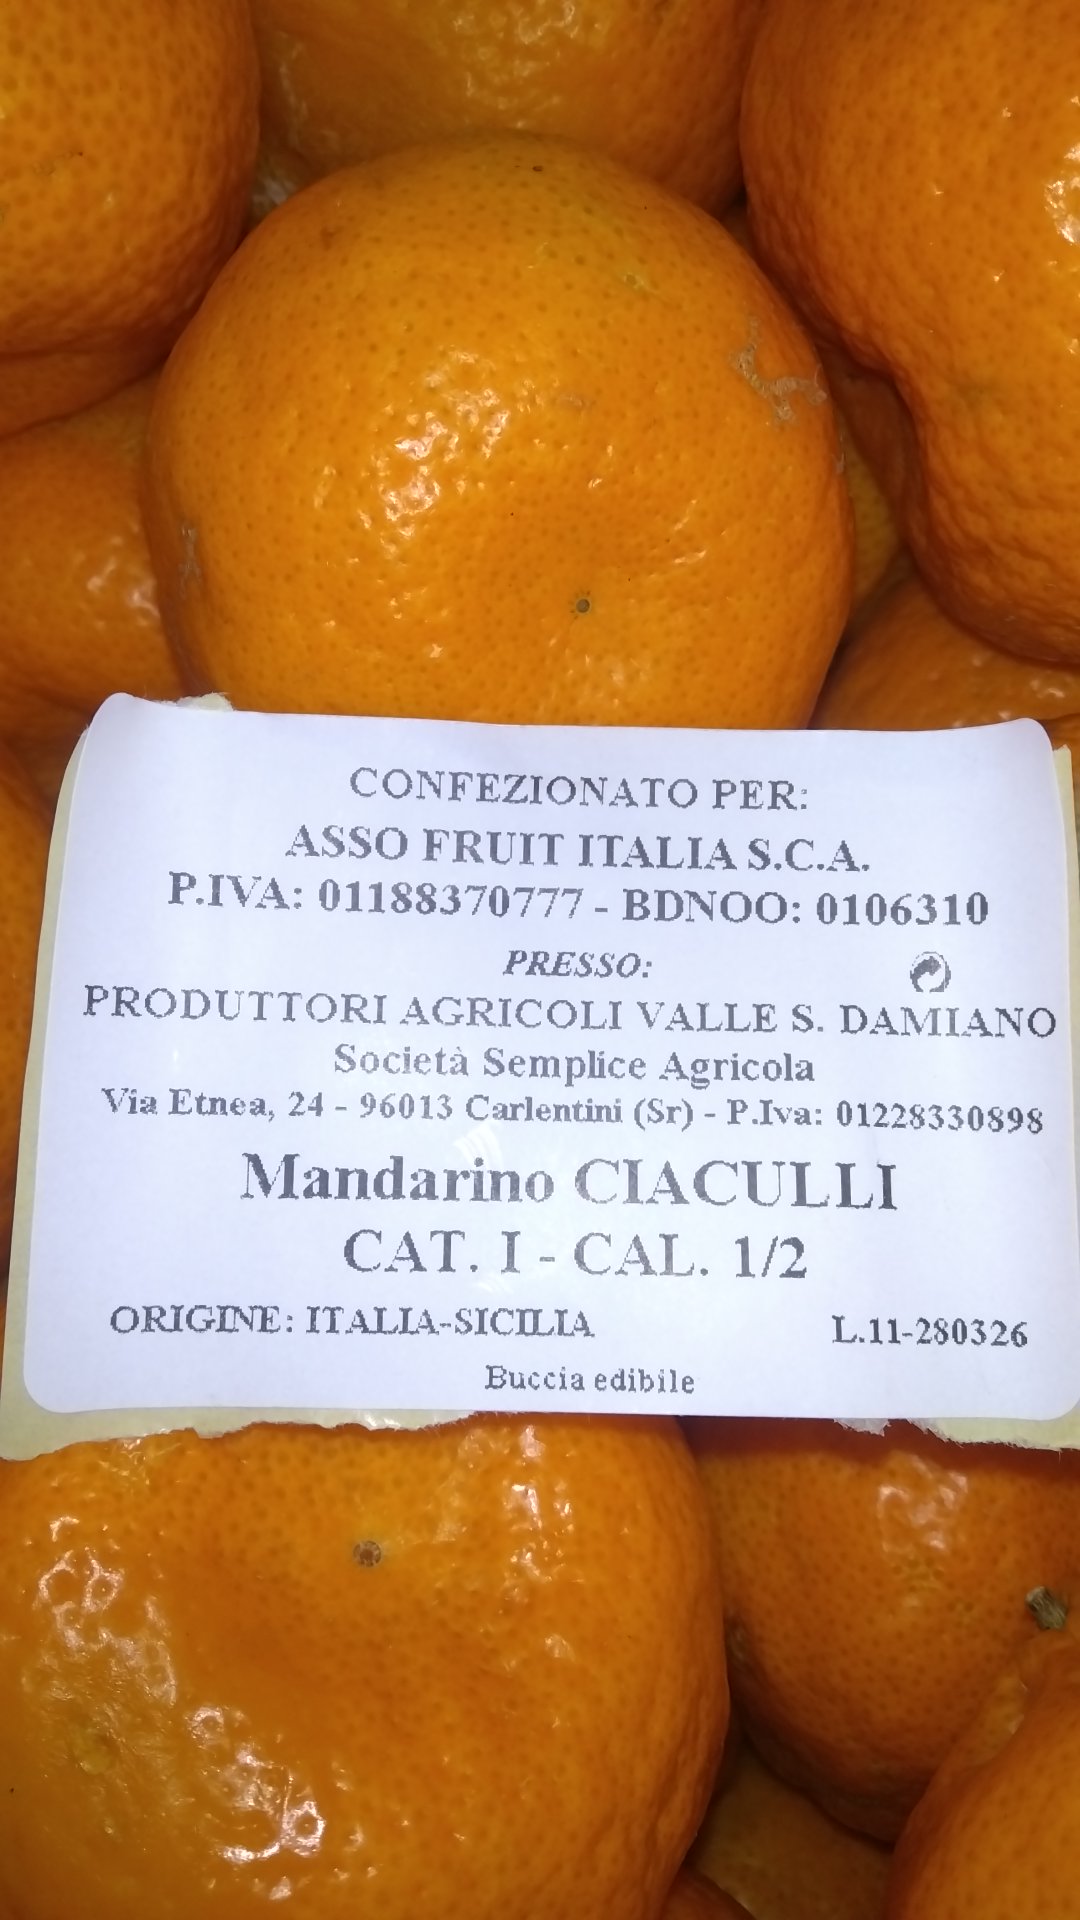 CONFEZIONATO PER:
ASSO FRUIT ITALIA S.C.A.
P.IVA: 01188370777 - BDNOO: 0106310
PRESSO:
PRODUTTORI AGRICOLI VALLE S. DAMIANO
Società Semplice Agricola
Via Etnea, 24 - 96013 Carlentini (Sr) - P.Iva: 01228330898
Mandarino CIACULLI
CAT. I - CAL. 1/2
ORIGINE: ITALIA-SICILIA L.11-280326
Buccia edibile